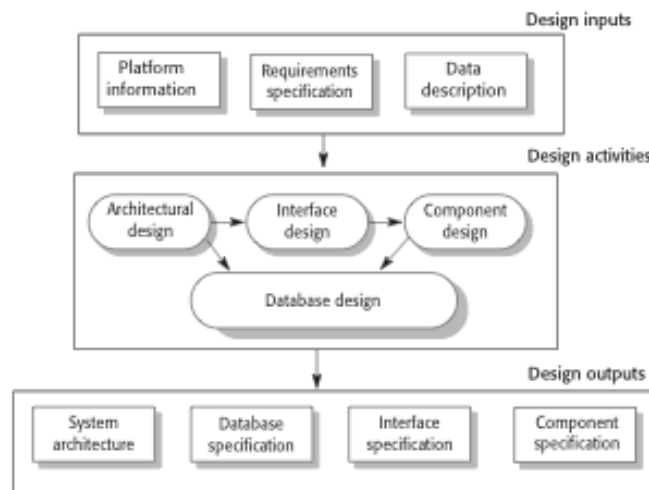 Design inputs
Platform
information
Requirements
specification
Data
description
Design activities
Architectural
design
Interface
design
Component
design
Database design
Design outputs
System
architecture
Database
specification
Interface
specification
Component
specification